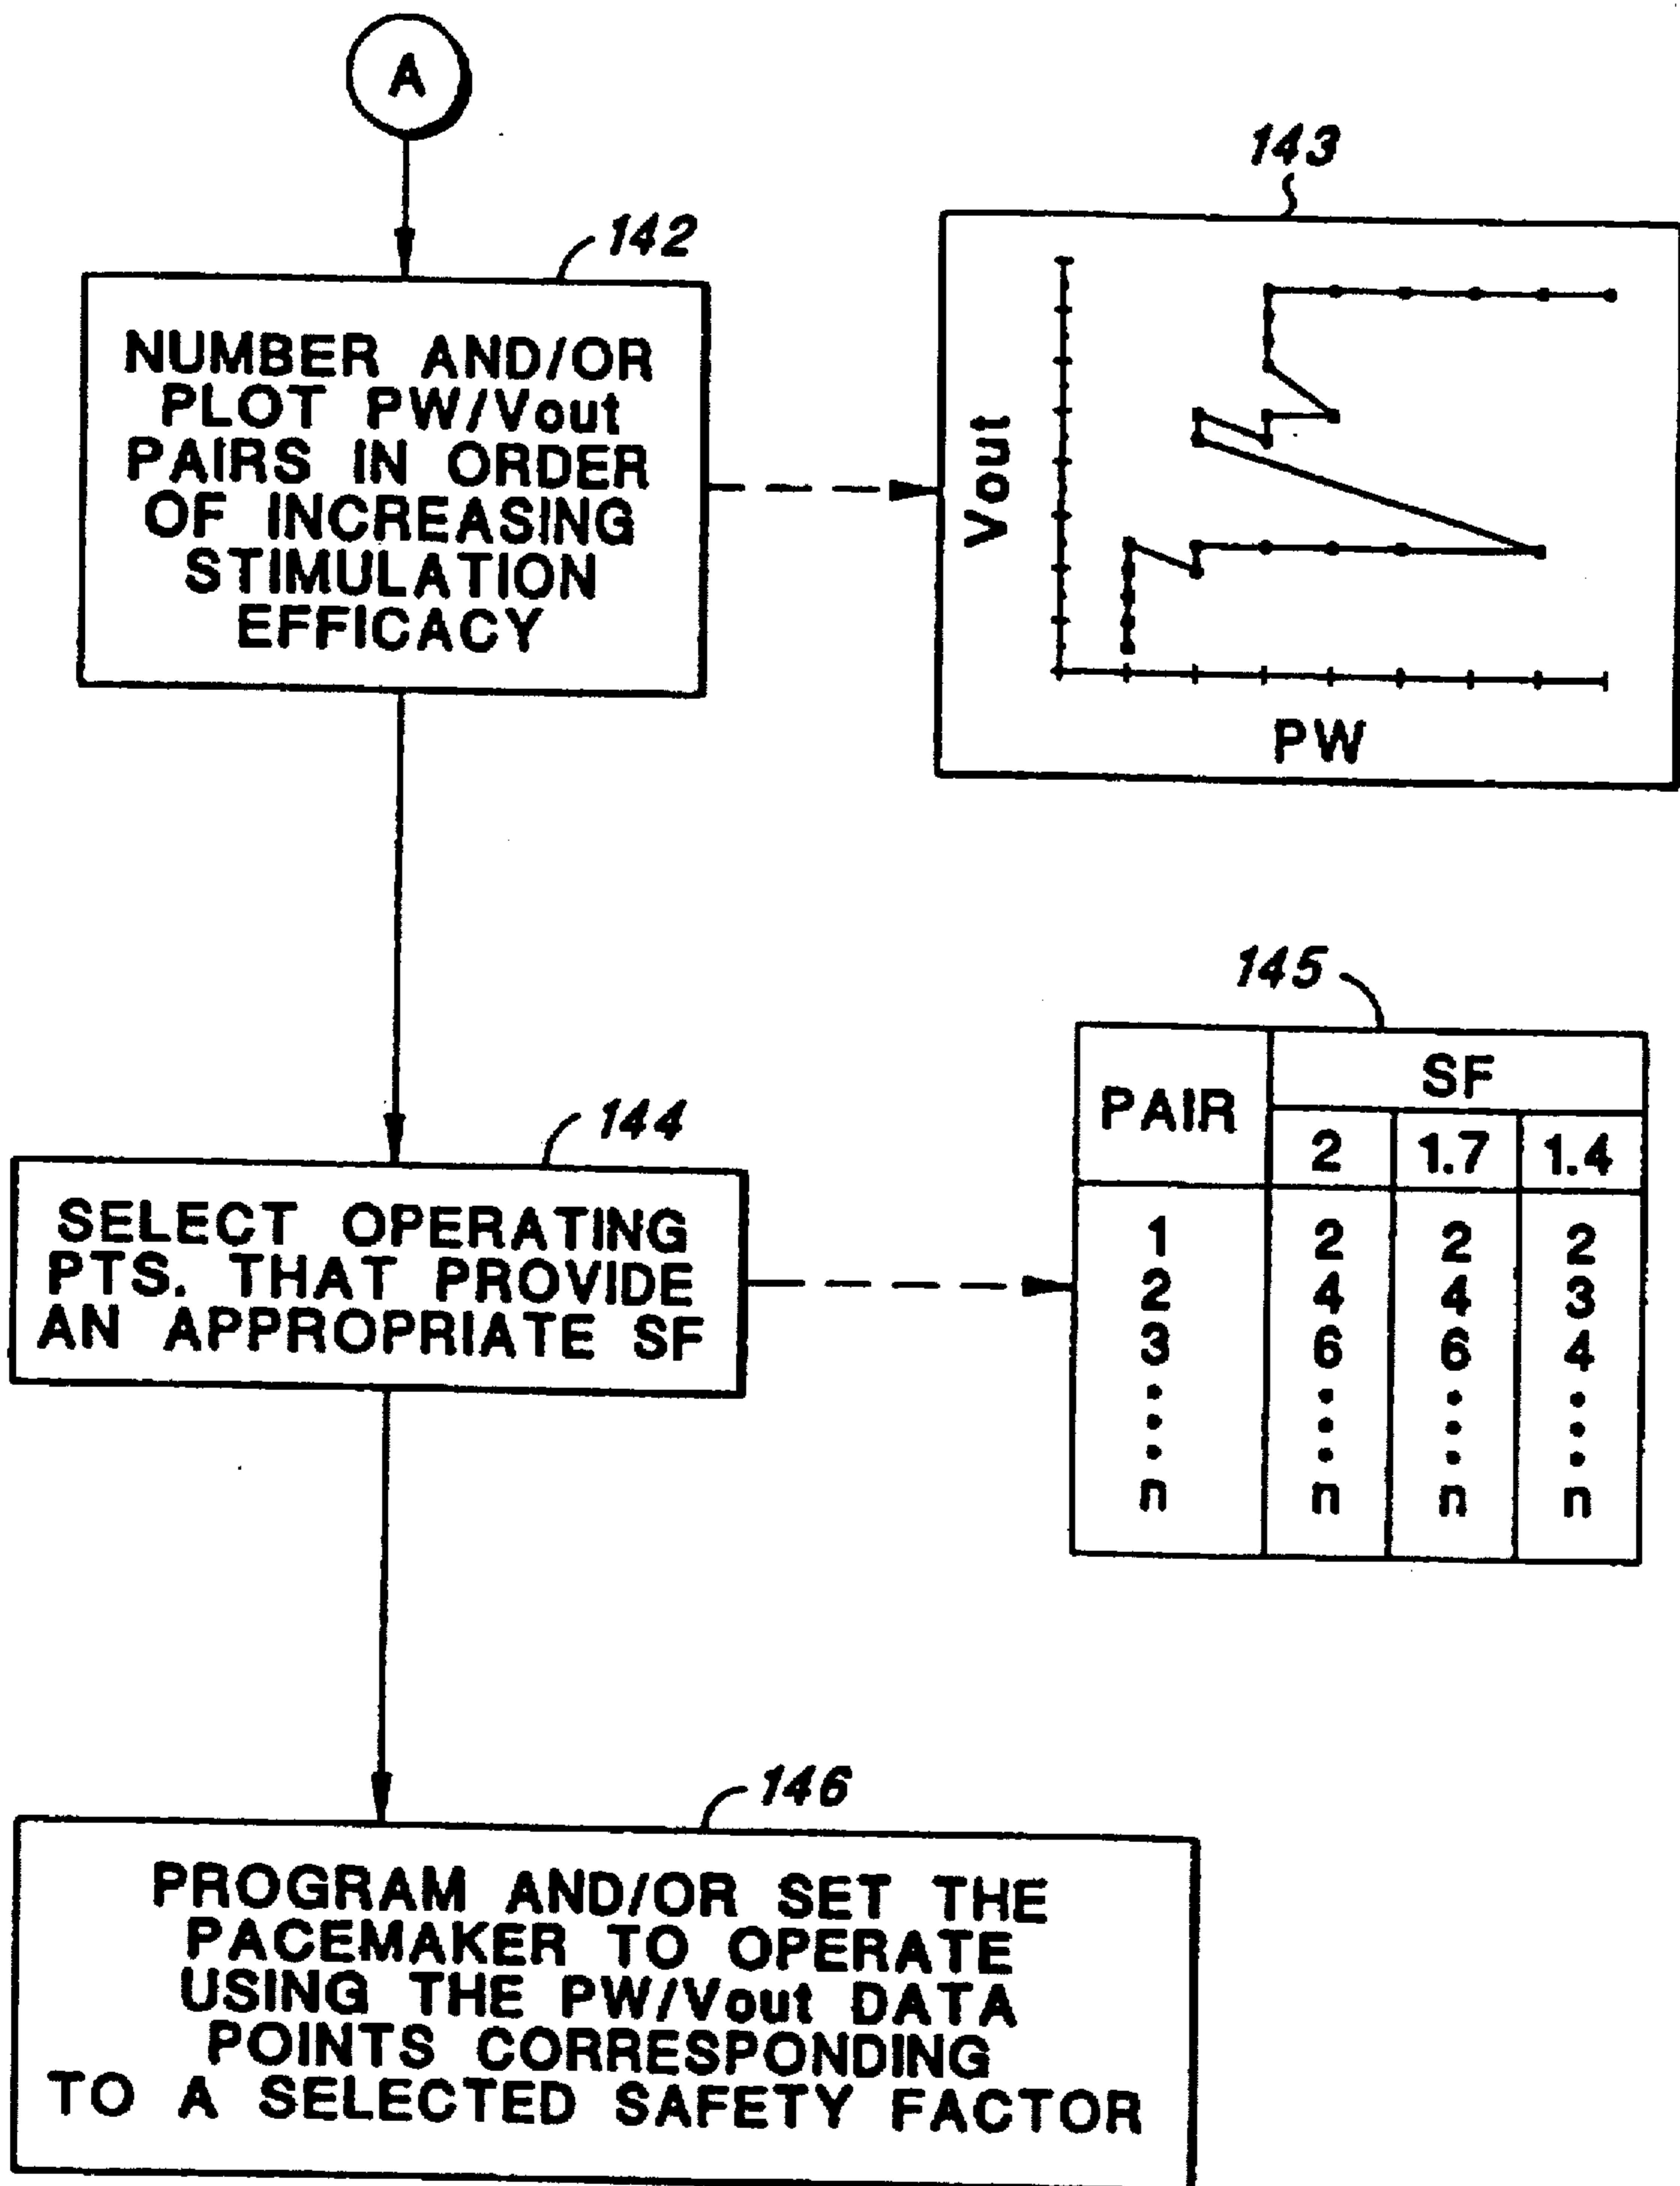 A
142
NUMBER AND/OR
PLOT PW/Vout
PAIRS IN ORDER
OF INCREASING
STIMULATION
EFFICACY
143
Vout
PW
144
SELECT OPERATING
PTS. THAT PROVIDE
AN APPROPRIATE SF
145
PAIR SF
2 1.7 1.4
1 2 2 2
2 4 4 3
3 6 6 4
n n n n
146
PROGRAM AND/OR SET THE
PACEMAKER TO OPERATE
USING THE PW/Vout DATA
POINTS CORRESPONDING
TO A SELECTED SAFETY FACTOR